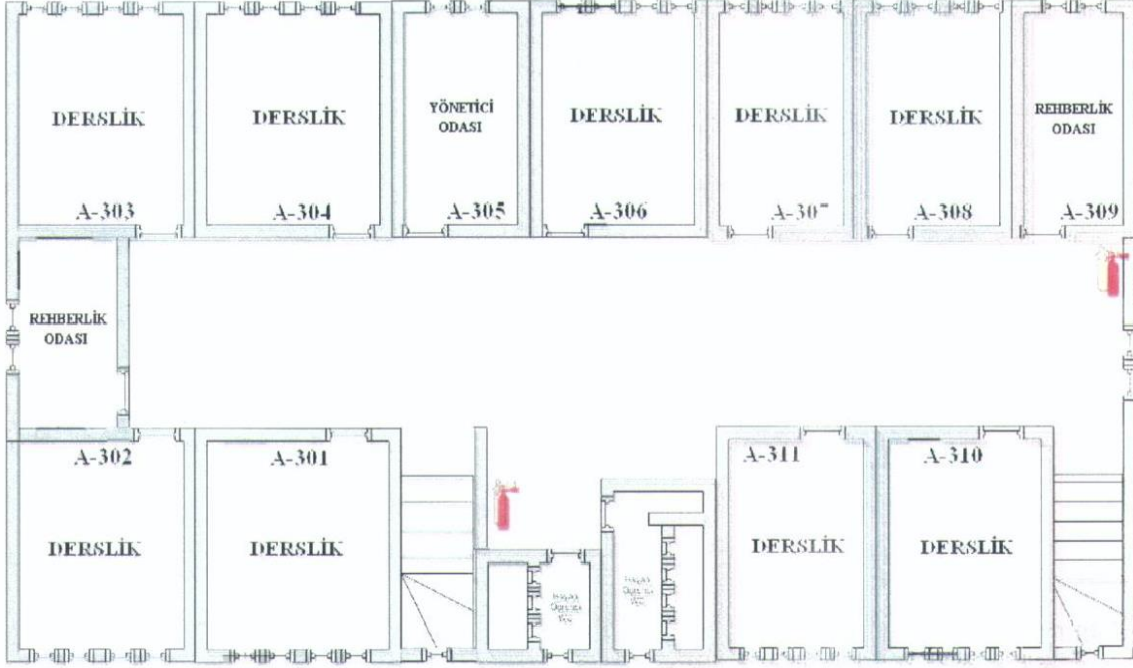 DERSLİK
DERSLİK
YÖNETİCİ
ODASI
DERSLİK
DERSLİK
DERSLİK
REHBERLİK
ODASI
A-303
A-304
A-305
A-306
A-308
A-309
REHBERLİK
ODASI
A-302
A-301
A-311
A-310
DERSLİK
DERSLİK
DERSLİK
DERSLİK